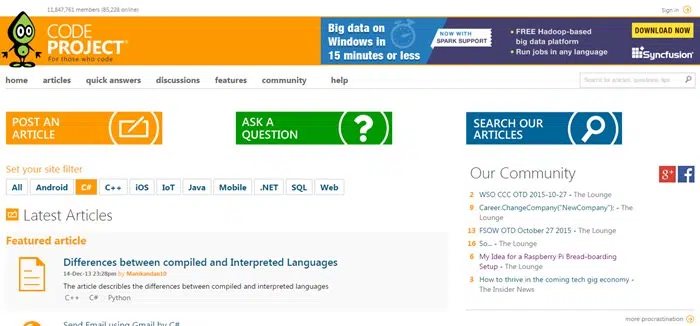 11,847,761 members (85,228 online)
Sign in
CODE
PROJECT®
For those who code
Big data on
Windows in
15 minutes or less
NOW WITH
SPARK SUPPORT
FREE Hadoop-based
big data platform
Run jobs in any language
DOWNLOAD NOW
Syncfusion
home articles quick answers discussions features community help
Search for articles, questions, tips
POST AN
ARTICLE
ASK A
QUESTION
?
SEARCH OUR
ARTICLES
Set your site filter
All Android C# C++ iOS IoT Java Mobile .NET SQL Web
Latest Articles
Featured article
Differences between compiled and Interpreted Languages
14-Dec-13 23:28pm by Manikandan10
The article describles the differences between compiled and interpreted languages
C++ C# Python
Send Email using Gmail by C#
Our Community
g+ f
2 WSO CCC OTD 2015-10-27 - The Lounge
9 Career.ChangeCompany("NewCompany"); - The
Lounge
13 FSOW OTD October 27 2015 - The Lounge
16 So... - The Lounge
6 My Idea for a Raspberry Pi Bread-boarding
Setup - The Lounge
3 How to thrive in the coming tech gig economy -
The Insider News
more procrastination